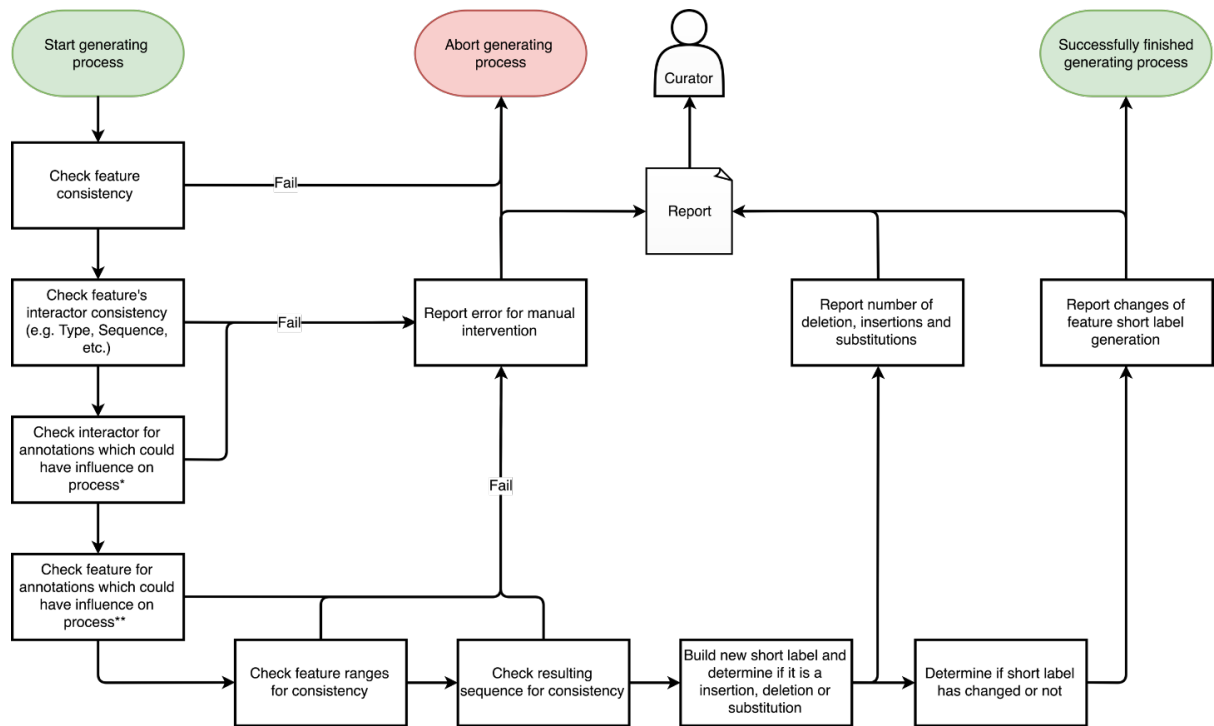 Start generating
process
Abort generating
process
Curator
Successfully finished
generating process
Check feature
consistency
Fail
Report
Check feature's
interactor consistency
(e.g. Type, Sequence,
etc.)
Fail
Report error for manual
intervention
Report number of
deletion, insertions and
substitutions
Report changes of
feature short label
generation
Check interactor for
annotations which could
have influence on
process*
Fail
Check feature for
annotations which could
have influence on
process**
Check feature ranges
for consistency
Check resulting
sequence for consistency
Build new short label and
determine if it is a
insertion, deletion or
substitution
Determine if short label
has changed or not